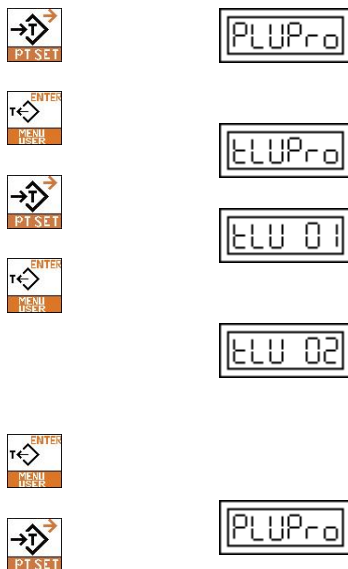 T
PT SET
PLUPro
ENTER
T
MENU
USER
tLUPro
T
PT SET
tLU 01
ENTER
T
MENU
USER
tLU 02
ENTER
T
MENU
USER
T
PT SET
PLUPro